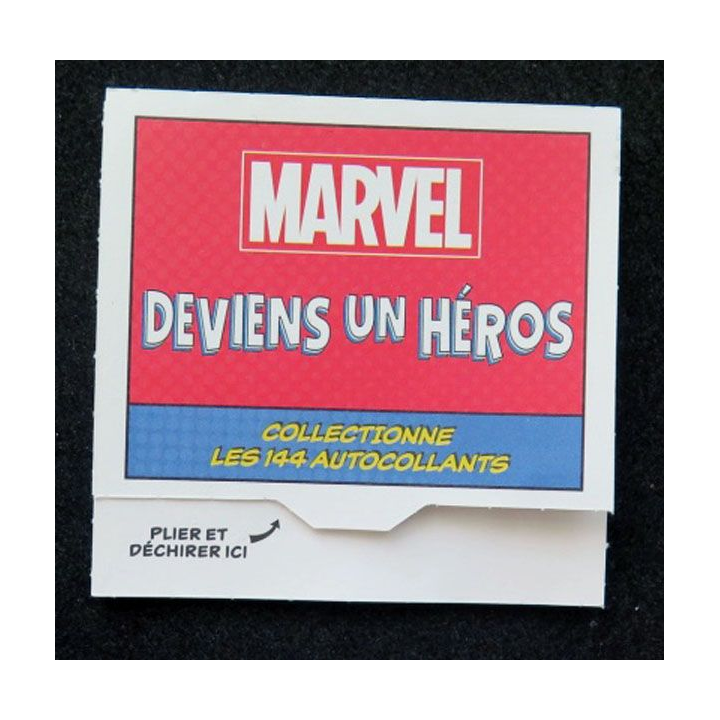 MARVEL
DEVIENS UN HÉROS
COLLECTIONNE
LES 144 AUTOCOLLANTS
PLIER ET
DÉCHIRER ICI